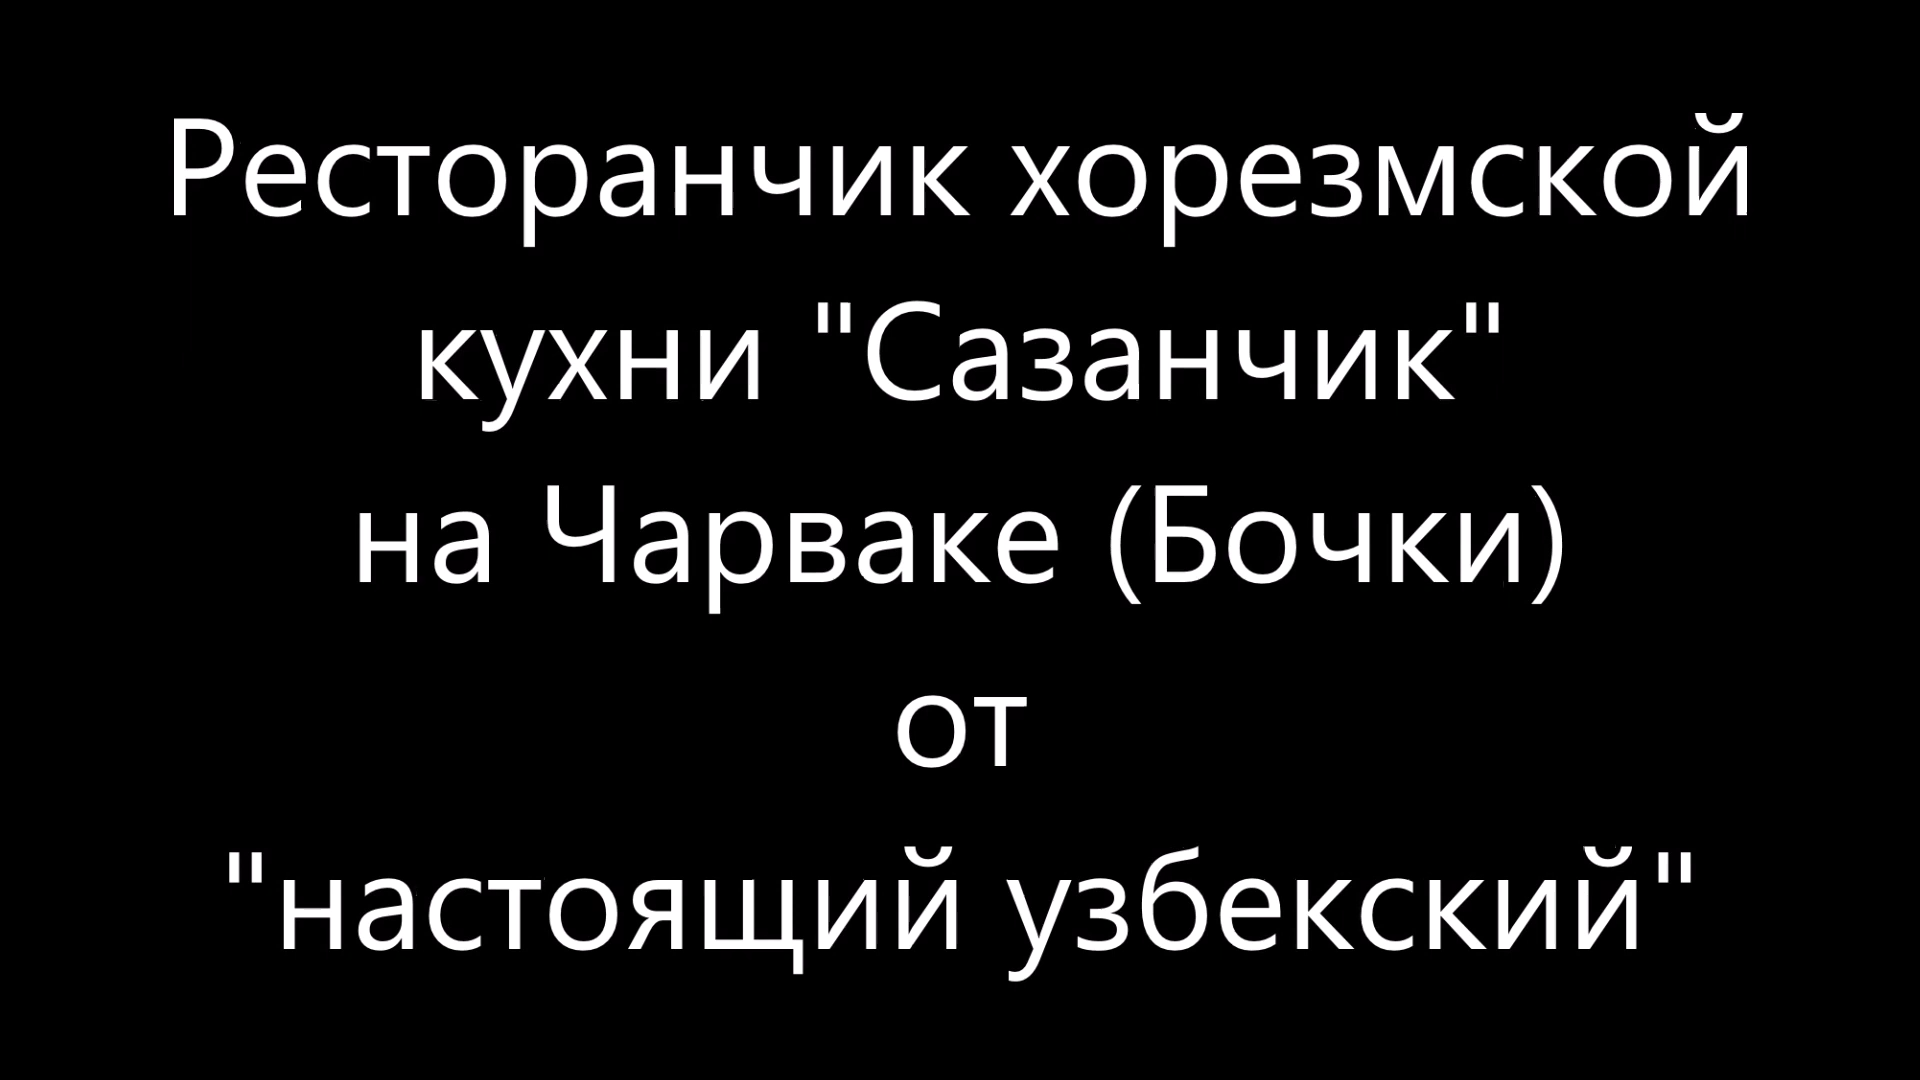 Ресторанчик хорезмской
кухни "Сазанчик"
на Чарваке (Бочки)
от
"настоящий узбекский"